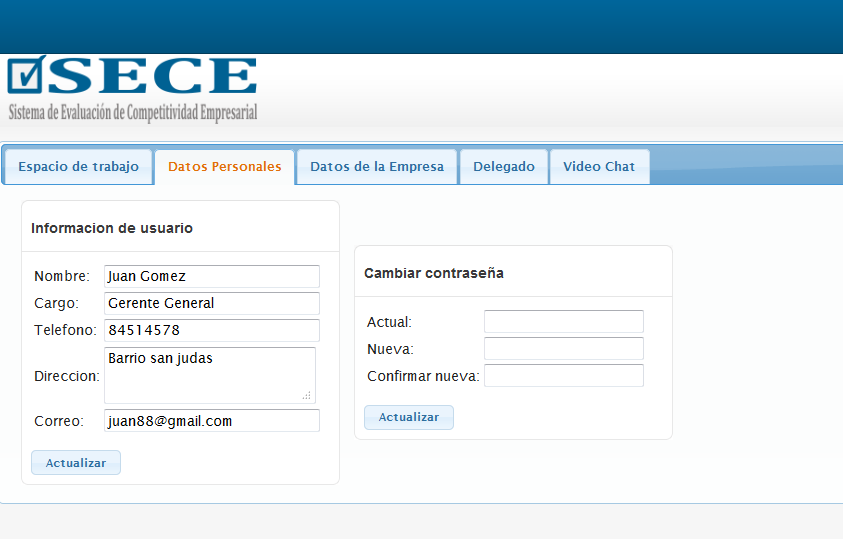 SECE
Sistema de Evaluación de Competitividad Empresarial
Espacio de trabajo Datos Personales Datos de la Empresa Delegado Video Chat
Informacion de usuario
Nombre: Juan Gomez
Cargo: Gerente General
Telefono: 84514578
Direccion: Barrio san judas
Correo: juan88@gmail.com
Actualizar
Cambiar contraseña
Actual:
Nueva:
Confirmar nueva:
Actualizar